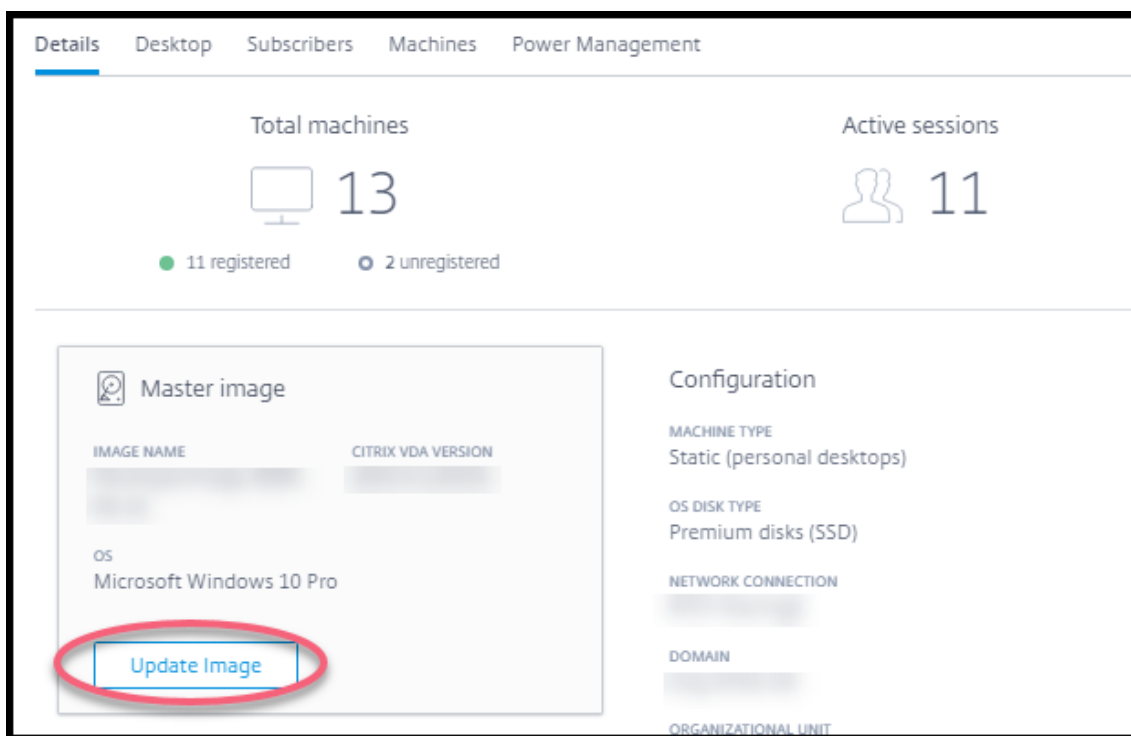 Details Desktop Subscribers Machines Power Management
Total machines
13
11 registered 2 unregistered
Active sessions
11
Master image
IMAGE NAME CITRIX VDA VERSION
OS
Microsoft Windows 10 Pro
Update Image
Configuration
MACHINE TYPE
Static (personal desktops)
OS DISK TYPE
Premium disks (SSD)
NETWORK CONNECTION
DOMAIN
ORGANIZATIONAL UNIT